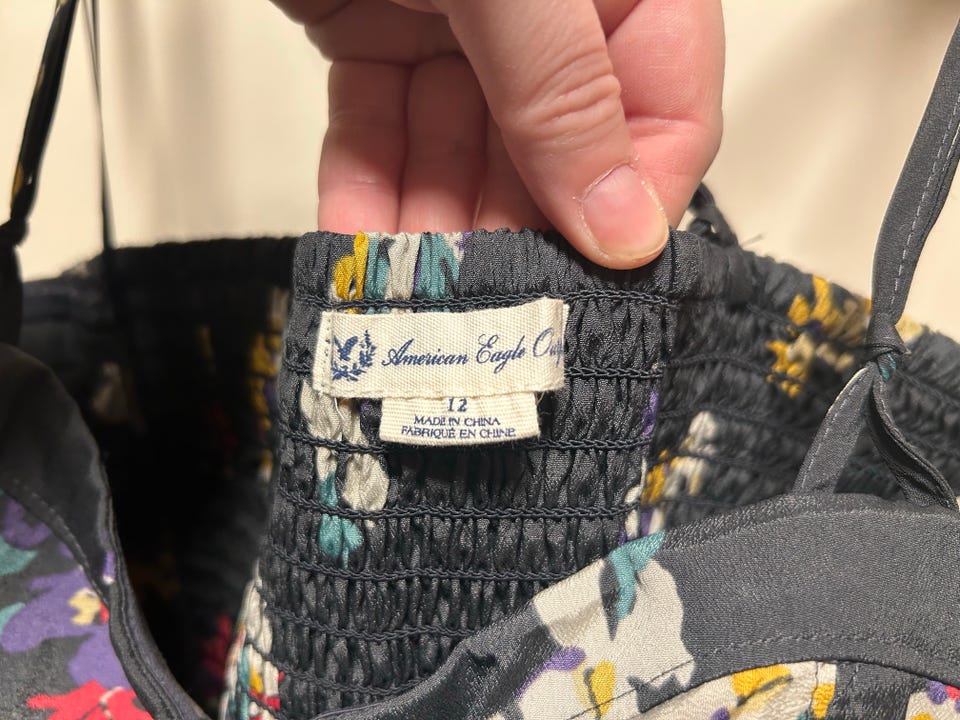 American Eagle
12
MADE IN CHINA
FABRIQUÉ EN CHINE